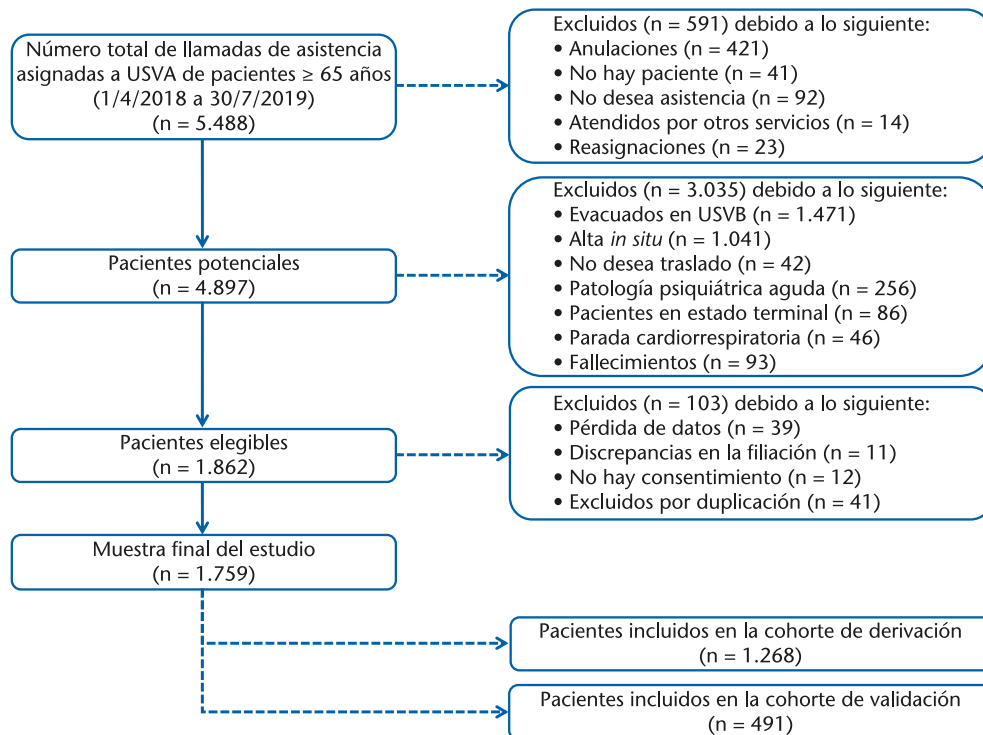 Número total de llamadas de asistencia
asignadas a USVA de pacientes ≥ 65 años
(1/4/2018 a 30/7/2019)
(n = 5.488)
Excluidos (n = 591) debido a lo siguiente:
• Anulaciones (n = 421)
• No hay paciente (n = 41)
• No desea asistencia (n = 92)
• Atendidos por otros servicios (n = 14)
• Reasignaciones (n = 23)
Pacientes potenciales
(n = 4.897)
Excluidos (n = 3.035) debido a lo siguiente:
• Evacuados en USVB (n = 1.471)
• Alta in situ (n = 1.041)
• No desea traslado (n = 42)
• Patología psiquiátrica aguda (n = 256)
• Pacientes en estado terminal (n = 86)
• Parada cardiorrespiratoria (n = 46)
• Fallecimientos (n = 93)
Pacientes elegibles
(n = 1.862)
Excluidos (n = 103) debido a lo siguiente:
• Pérdida de datos (n = 39)
• Discrepancias en la filiación (n = 11)
• No hay consentimiento (n = 12)
• Excluidos por duplicación (n = 41)
Muestra final del estudio
(n = 1.759)
Pacientes incluidos en la cohorte de derivación
(n = 1.268)
Pacientes incluidos en la cohorte de validación
(n = 491)